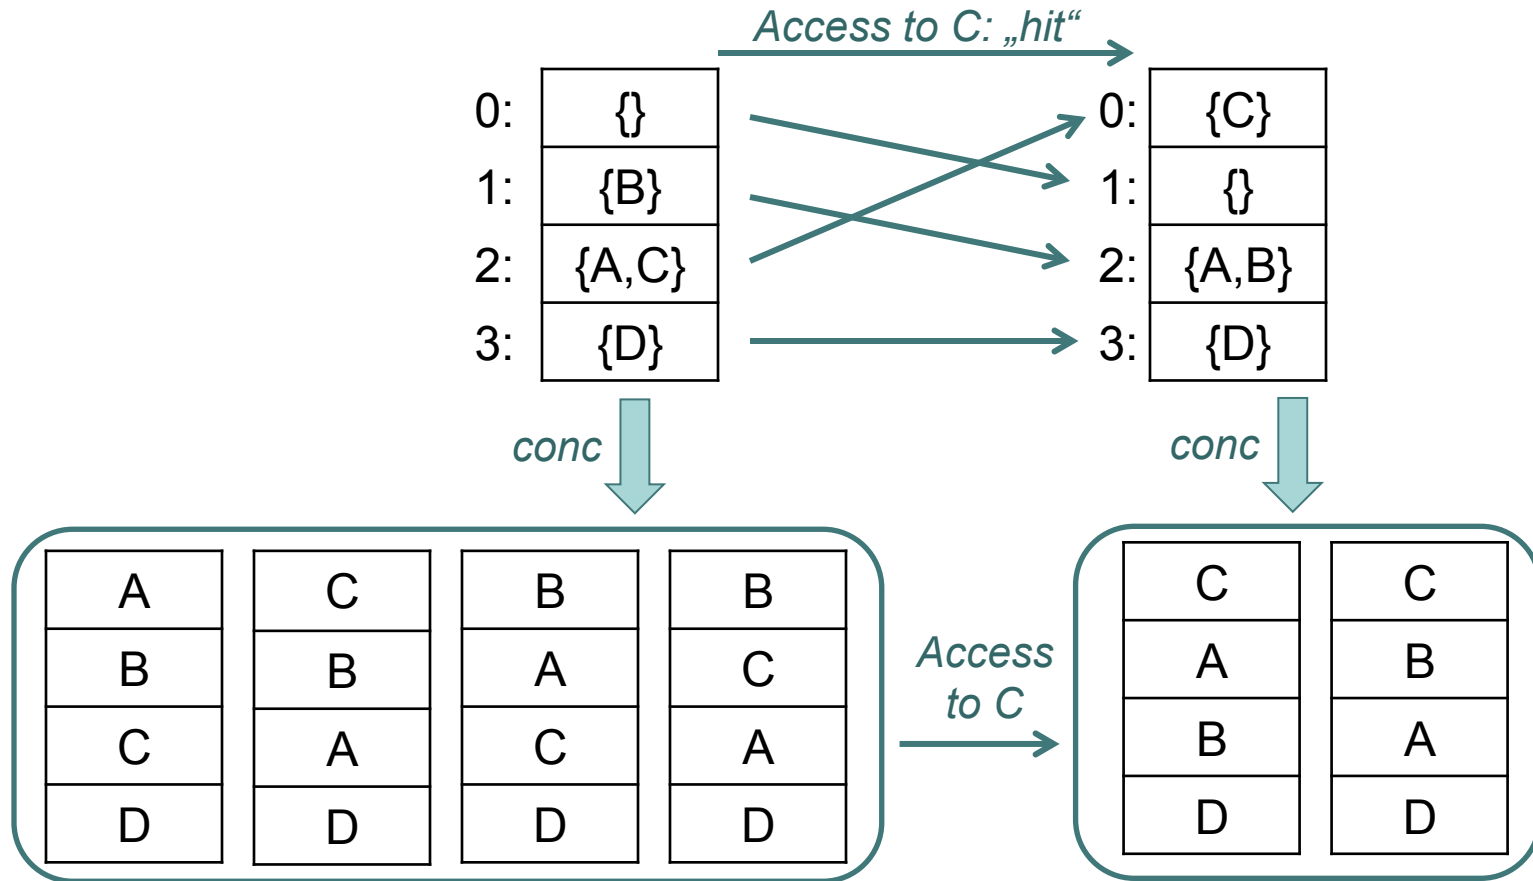 Access to C: „hit“
0: {} 0: {C}
1: {B} 1: {}
2: {A,C} 2: {A,B}
3: {D} 3: {D}
conc conc
A C B B C C
B B A C A B
C A C A B A
D D D D D D
Access
to C